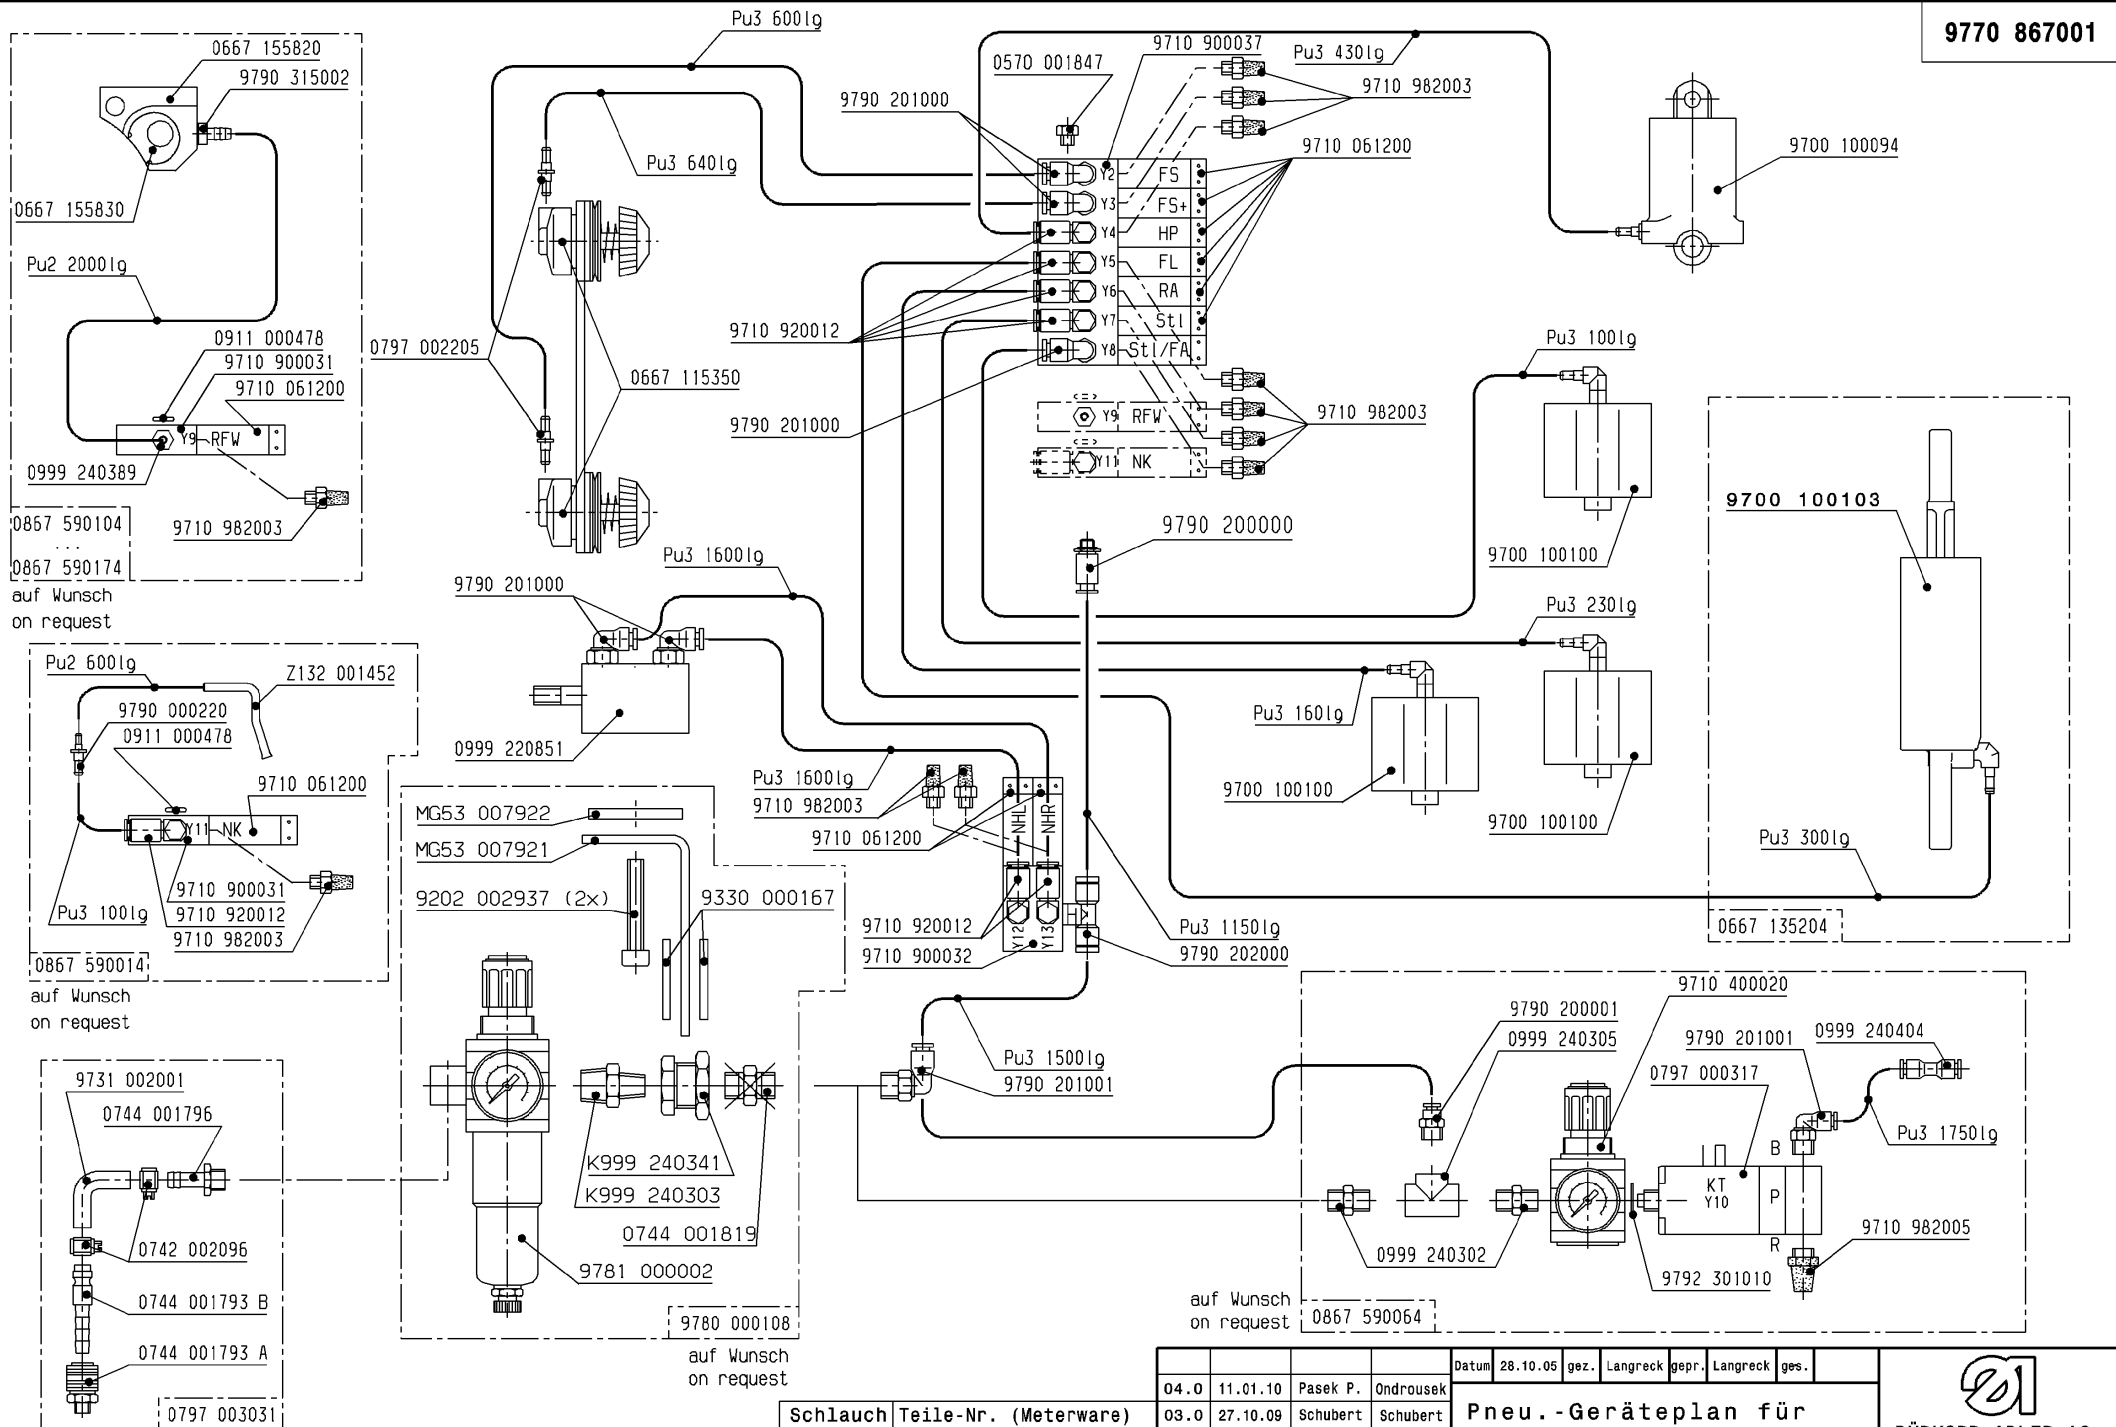 9770 867001
Pu3 600lg
0667 155820
9790 315002
0667 155830
Pu2 2000lg
0911 000478
9710 900031
9710 061200
Y9
RFW
0999 240389
9710 982003
0867 590104
...
0867 590174
auf Wunsch
on request
Pu3 640lg
0797 002205
0667 115350
0570 001847
9710 900037
9790 201000
Pu3 430lg
9710 982003
9710 061200
9700 100094
Y2 FS
Y3 FS+
Y4 HP
Y5 FL
Y6 RA
Y7 Stl
Y8 Stl/FA
Y9 RFW
Y11 NK
9710 920012
9790 201000
9710 982003
Pu3 100lg
9700 100100
9700 100103
9790 200000
Pu3 1600lg
9790 201000
0999 220851
Pu3 1600lg
9710 982003
9710 061200
NHL
NHR
Y12
Y13
9710 920012
9710 900032
Pu3 1150lg
9790 202000
Pu3 230lg
Pu3 160lg
9700 100100
9700 100100
Pu3 300lg
0667 135204
Pu2 600lg
Z132 001452
9790 000220
0911 000478
9710 061200
Y11
NK
9710 900031
Pu3 100lg
9710 920012
9710 982003
0867 590014
auf Wunsch
on request
MG53 007922
MG53 007921
9202 002937 (2x)
9330 000167
K999 240341
K999 240303
0744 001819
9781 000002
9780 000108
auf Wunsch
on request
9731 002001
0744 001796
0742 002096
0744 001793 B
0744 001793 A
0797 003031
Pu3 1500lg
9790 201001
9710 400020
9790 200001
0999 240305
9790 201001
0999 240404
0797 000317
Pu3 1750lg
B
KT
Y10
P
R
9710 982005
0999 240302
9792 301010
auf Wunsch
on request
0867 590064
Datum 28.10.05 gez. Langreck gepr. Langreck ges.
04.0 11.01.10 Pasek P. Ondrousek
03.0 27.10.09 Schubert Schubert
Schlauch Teile-Nr. (Meterware)
Pneu.-Geräteplan für